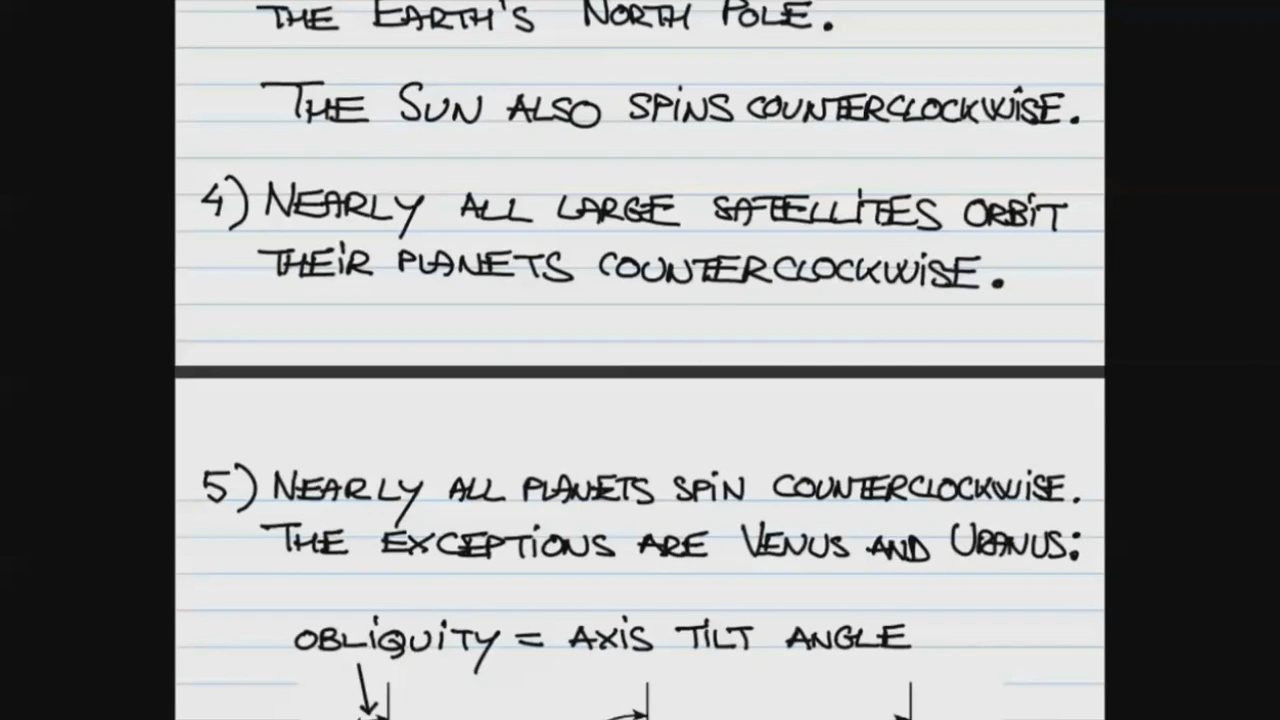 THE EARTH'S NORTH POLE.
THE SUN ALSO SPINS COUNTERCLOCKWISE.
4) NEARLY ALL LARGE SATELLITES ORBIT
THEIR PLANETS COUNTERCLOCKWISE.
5) NEARLY ALL PLANETS SPIN COUNTERCLOCKWISE.
THE EXCEPTIONS ARE VENUS AND URANUS:
OBLIQUITY = AXIS TILT ANGLE